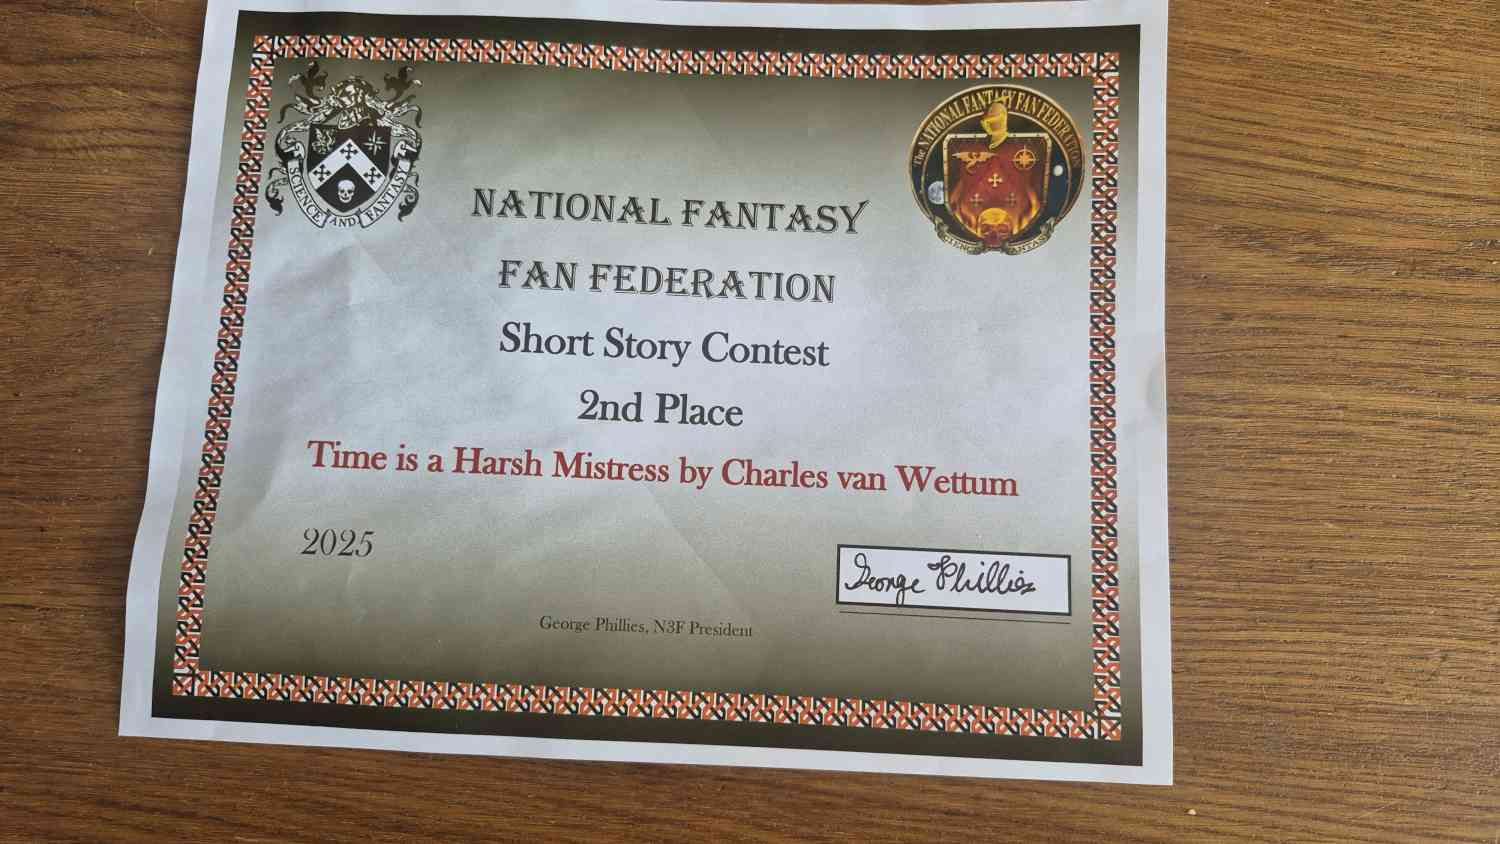 SCIENCE AND FANTASY
The NATIONAL FANTASY FAN FEDERATION
NATIONAL FANTASY
FAN FEDERATION
Short Story Contest
2nd Place
Time is a Harsh Mistress by Charles van Wettum
2025
George Phillies
George Phillies, N3F President